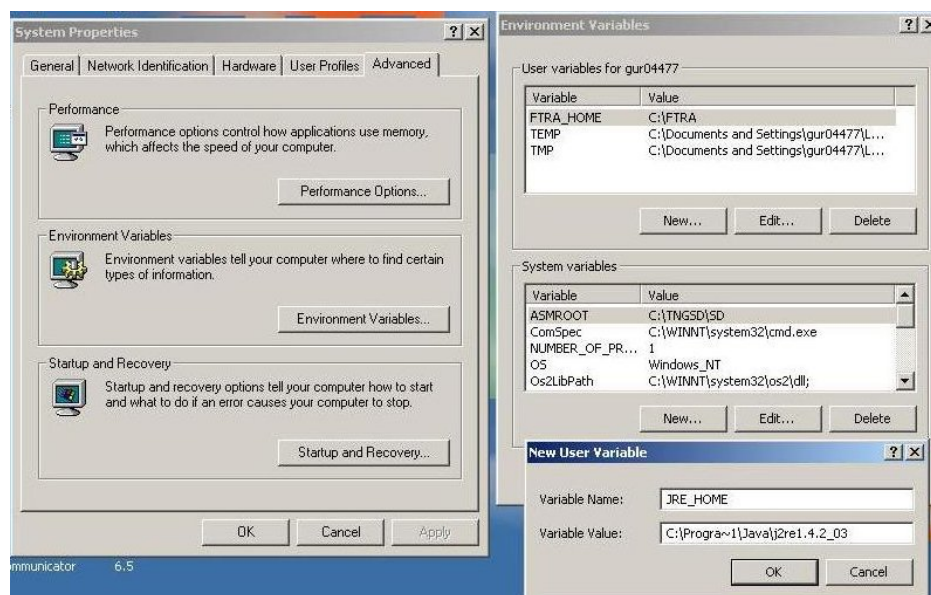 System Properties
General Network Identification Hardware User Profiles Advanced
Performance
Performance options control how applications use memory,
which affects the speed of your computer.
Performance Options...
Environment Variables
Environment variables tell your computer where to find certain
types of information.
Environment Variables...
Startup and Recovery
Startup and recovery options tell your computer how to start
and what to do if an error causes your computer to stop.
Startup and Recovery...
OK Cancel Apply
mmunicator 6.5
Environment Variables
User variables for gur04477
Variable Value
FTRA_HOME C:\FTRA
TEMP C:\Documents and Settings\gur04477\L...
TMP C:\Documents and Settings\gur04477\L...
New... Edit... Delete
System variables
Variable Value
ASMROOT C:\TNGSD\SD
ComSpec C:\WINNT\system32\cmd.exe
NUMBER_OF_PR... 1
OS Windows_NT
Os2LibPath C:\WINNT\system32\os2\dll;
New... Edit... Delete
New User Variable
Variable Name: JRE_HOME
Variable Value: C:\Progra~1\Java\j2re1.4.2_03
OK Cancel